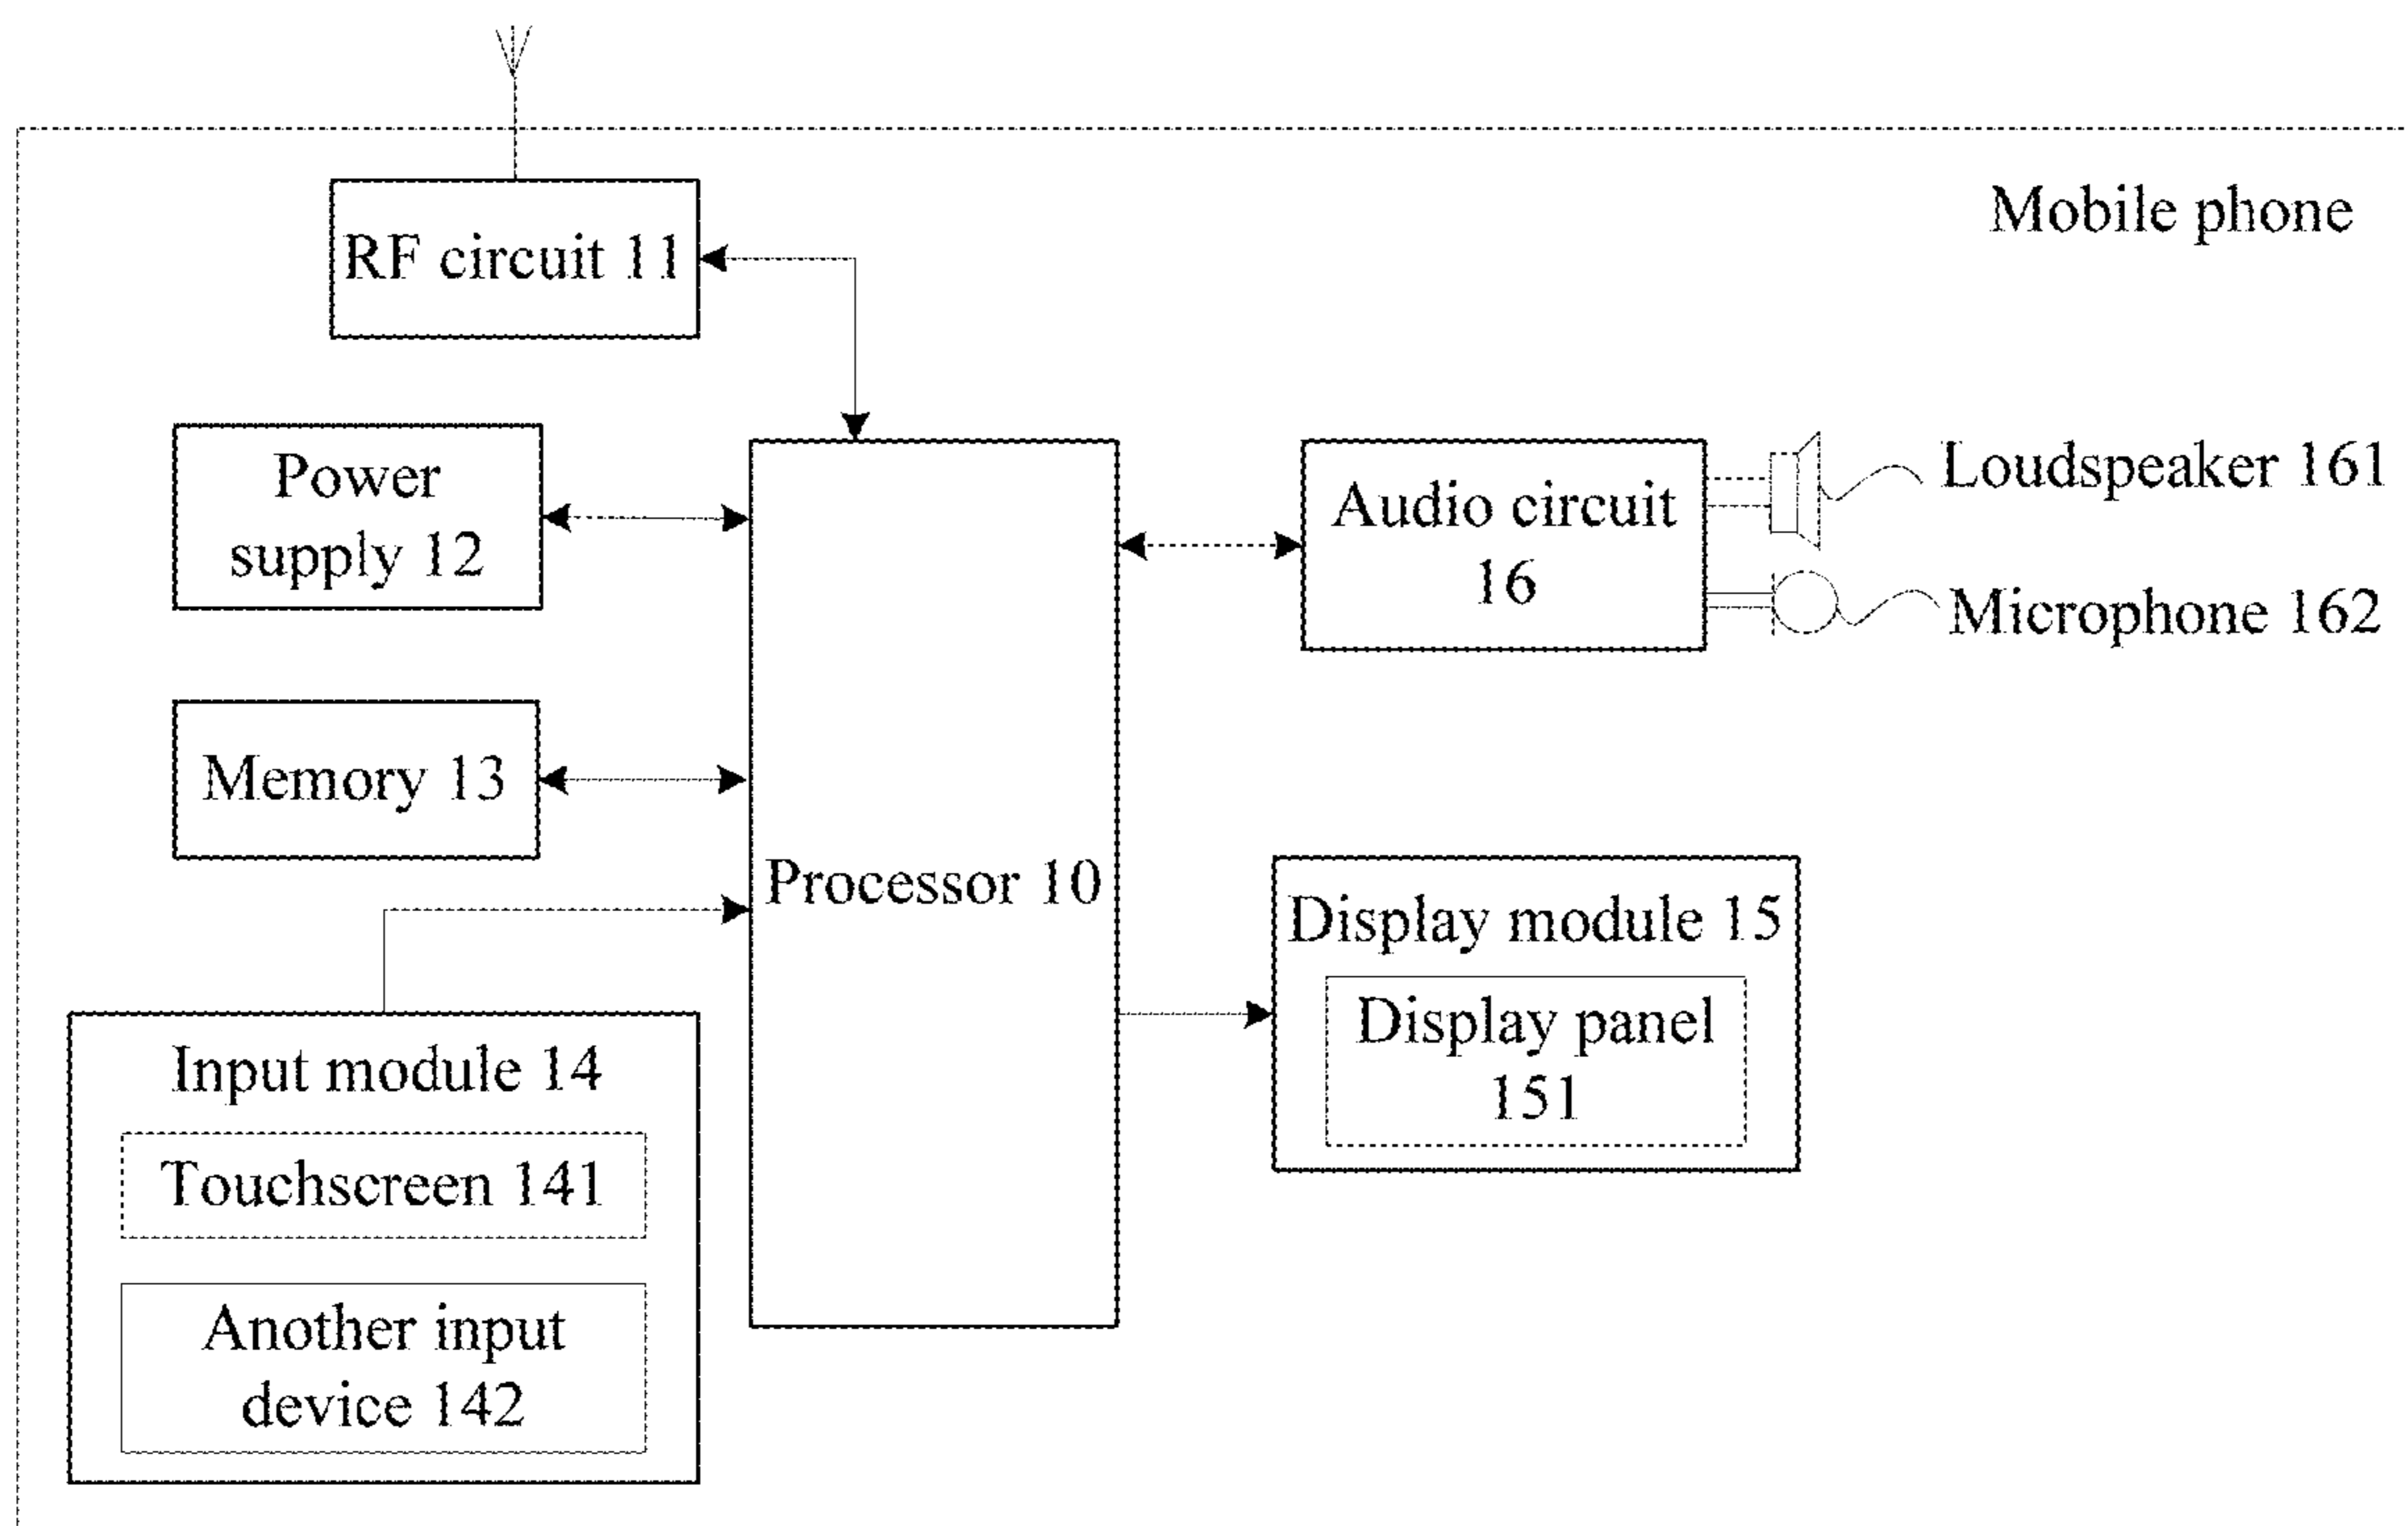 Mobile phone
RF circuit 11
Power
supply 12
Audio circuit
16
Loudspeaker 161
Microphone 162
Memory 13
Processor 10
Display module 15
Display panel
151
Input module 14
Touchscreen 141
Another input
device 142